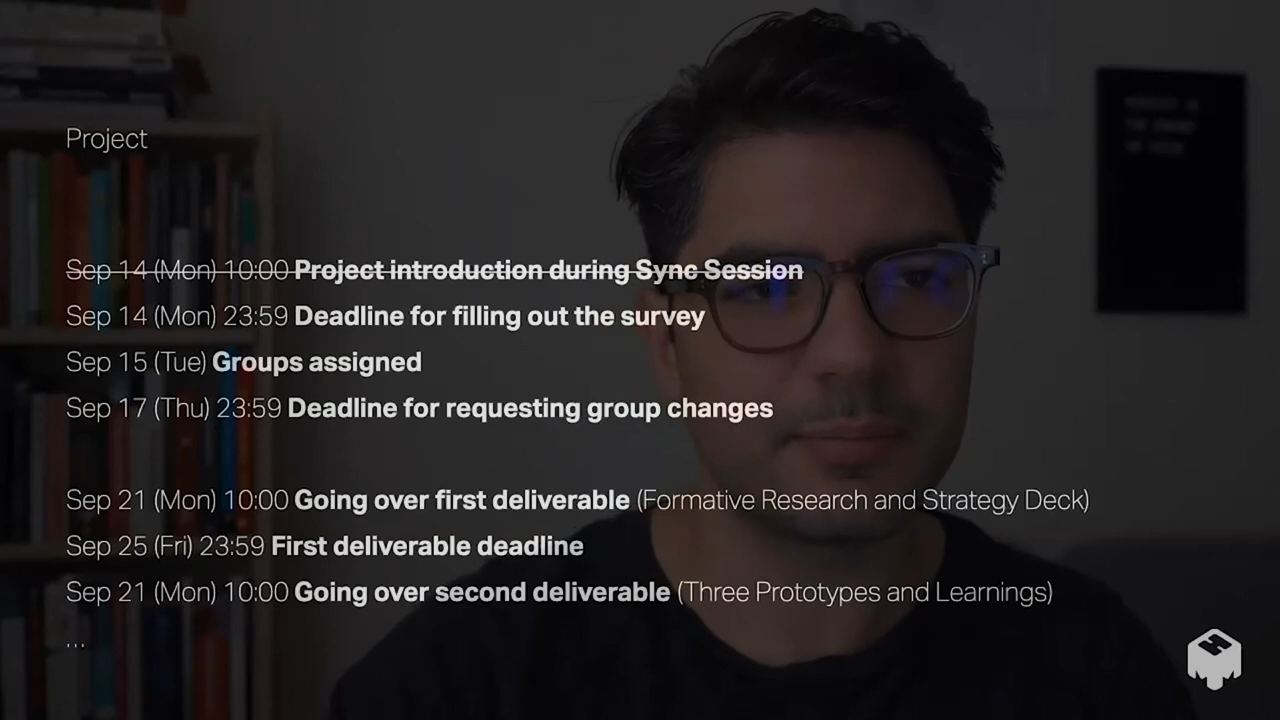 Project
Sep 14 (Mon) 10:00 Project introduction during Sync Session
Sep 14 (Mon) 23:59 Deadline for filling out the survey
Sep 15 (Tue) Groups assigned
Sep 17 (Thu) 23:59 Deadline for requesting group changes
Sep 21 (Mon) 10:00 Going over first deliverable (Formative Research and Strategy Deck)
Sep 25 (Fri) 23:59 First deliverable deadline
Sep 21 (Mon) 10:00 Going over second deliverable (Three Prototypes and Learnings)
...